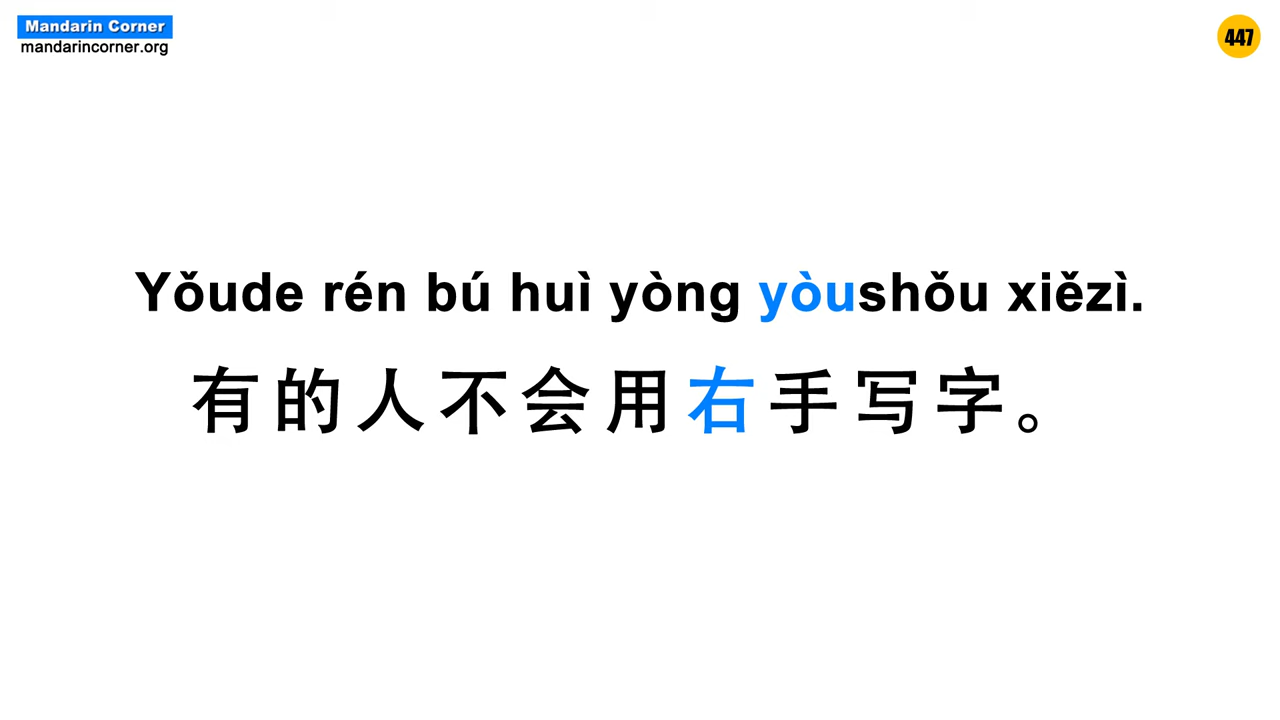 Mandarin Corner
mandarincorner.org
447
Yǒude rén bú huì yòng yòushǒu xiězì.
有的人不会用右手写字。